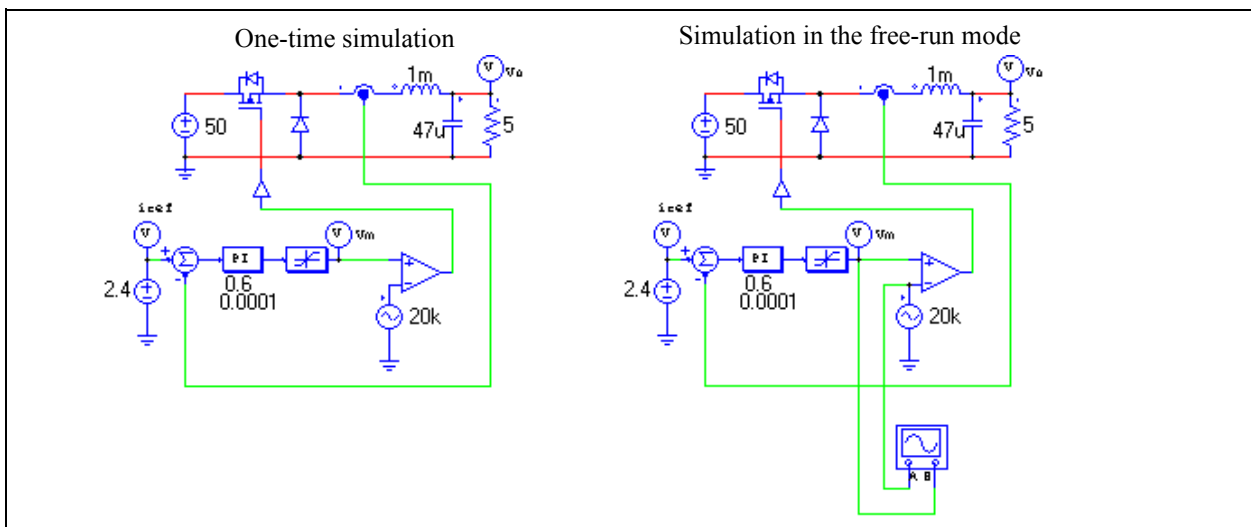 One-time simulation
V Vo
1m
50
47u
5
iref
V
V Vm
+
Σ
-
PI
0.6
0.0001
+
-
2.4
20k
Simulation in the free-run mode
V Vo
1m
50
47u
5
iref
V
V Vm
+
Σ
-
PI
0.6
0.0001
+
-
2.4
20k
A B